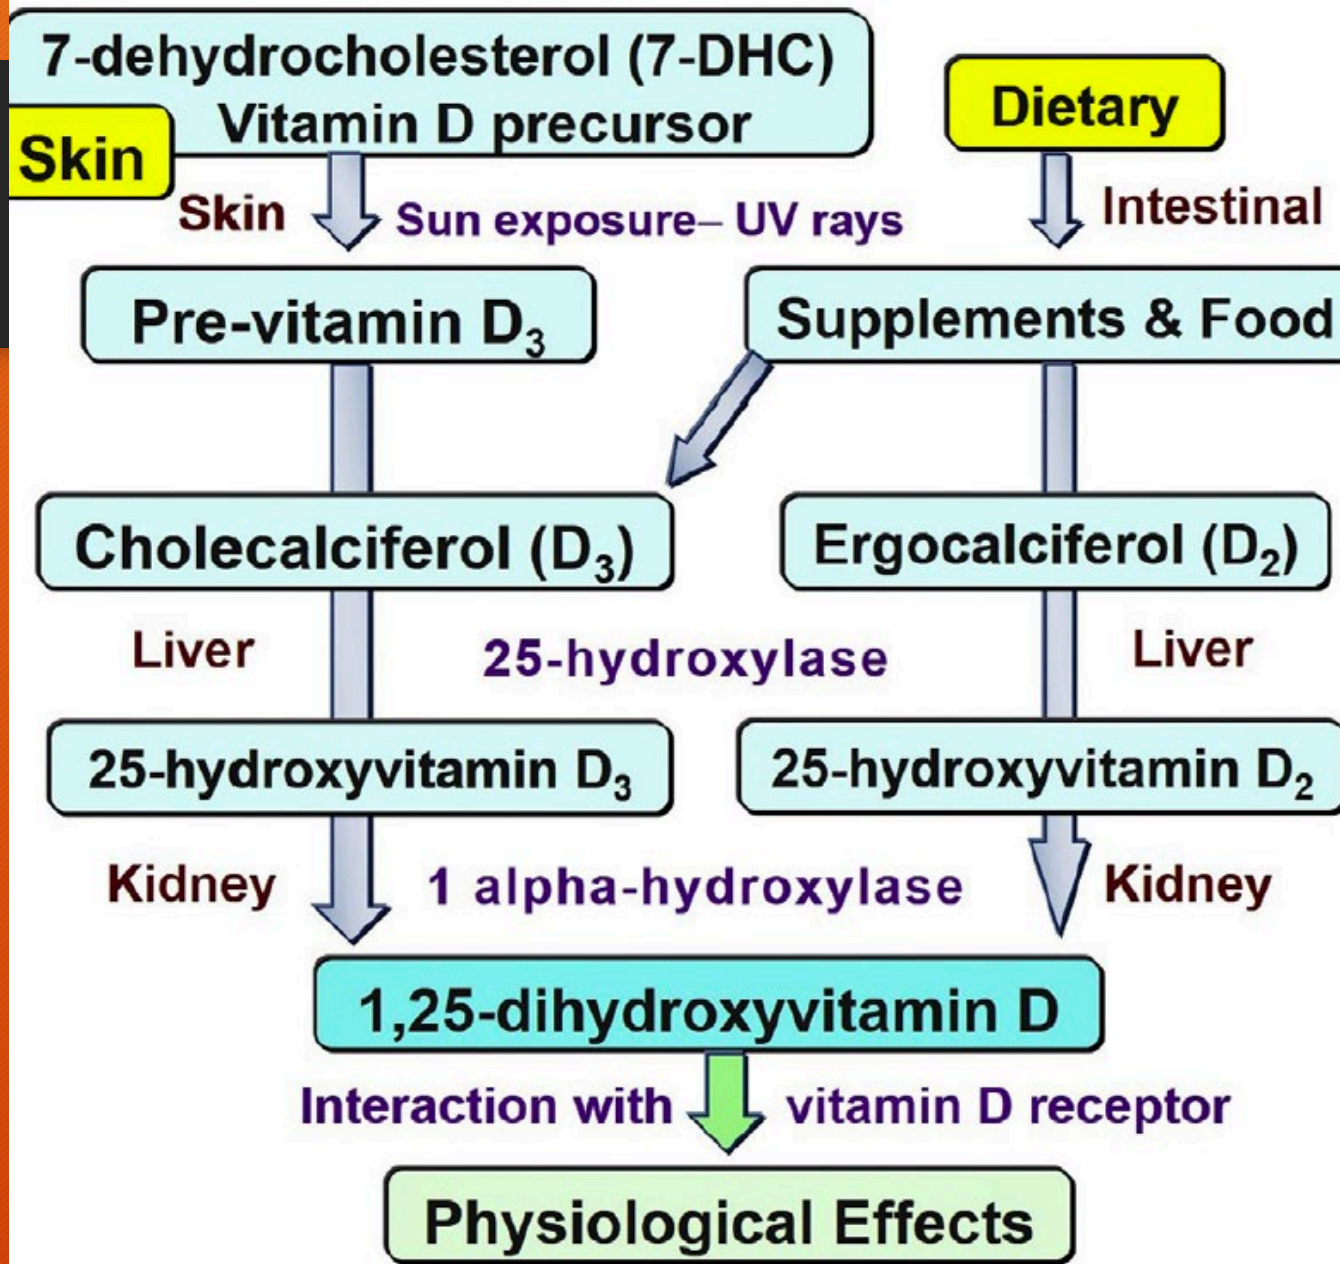 7-dehydrocholesterol (7-DHC)
Vitamin D precursor
Skin
Dietary
Skin
Sun exposure– UV rays
Intestinal
Pre-vitamin D₃
Supplements & Food
Cholecalciferol (D₃)
Ergocalciferol (D₂)
Liver
25-hydroxylase
Liver
25-hydroxyvitamin D₃
25-hydroxyvitamin D₂
Kidney
1 alpha-hydroxylase
Kidney
1,25-dihydroxyvitamin D
Interaction with
vitamin D receptor
Physiological Effects